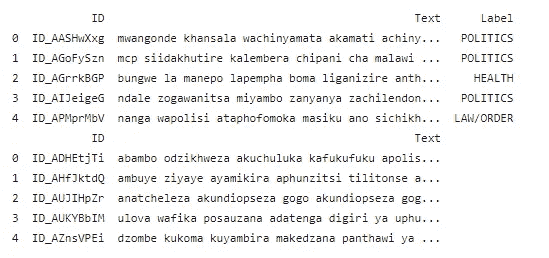 ID Text Label
0 ID_AASHwXxg mwangonde khansala wachinyamata akamati achiny... POLITICS
1 ID_AGoFySzn mcp siidakhutire kalembera chipani cha malawi ... POLITICS
2 ID_AGrrkBGP bungwe la manepo lapempha boma liganizire anth... HEALTH
3 ID_AIJeigeG ndale zogawanitsa miyambo zanyanya zachilendon... POLITICS
4 ID_APMprMbV nanga wapolisi ataphofomoka masiku ano sichikh... LAW/ORDER
ID Text
0 ID_ADHEtjTi abambo odzikhweza akuchuluka kafukufuku apolis...
1 ID_AHfJktdQ ambuye ziyaye ayamikira aphunzitsi tilitonse a...
2 ID_AUJIHpZr anatcheleza akundiopseza gogo akundiopseza gog...
3 ID_AUKYBbIM ulova wafika posauzana adatenga digiri ya uphu...
4 ID_AZnsVPEi dzombe kukoma kuyambira makedzana panthawi ya ...